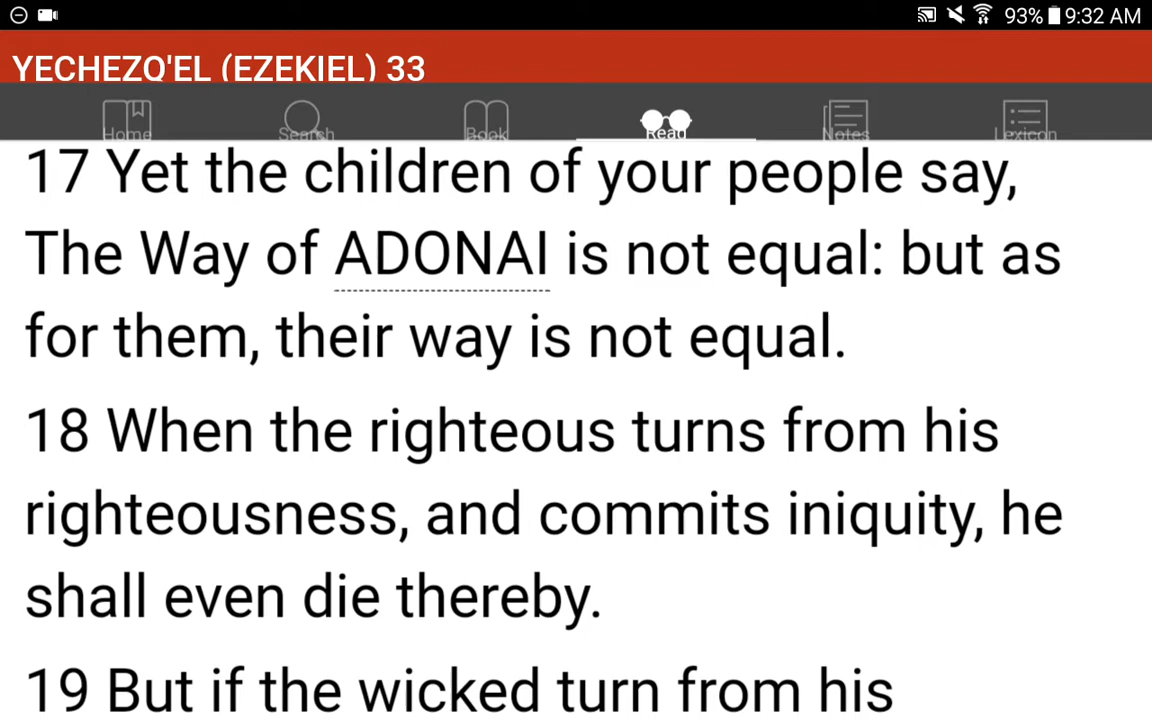 93% 9:32 AM
YECHEZQ'EL (EZEKIEL) 33
Home Search Book Read Notes Lexicon
17 Yet the children of your people say,
The Way of ADONAI is not equal: but as
for them, their way is not equal.
18 When the righteous turns from his
righteousness, and commits iniquity, he
shall even die thereby.
19 But if the wicked turn from his